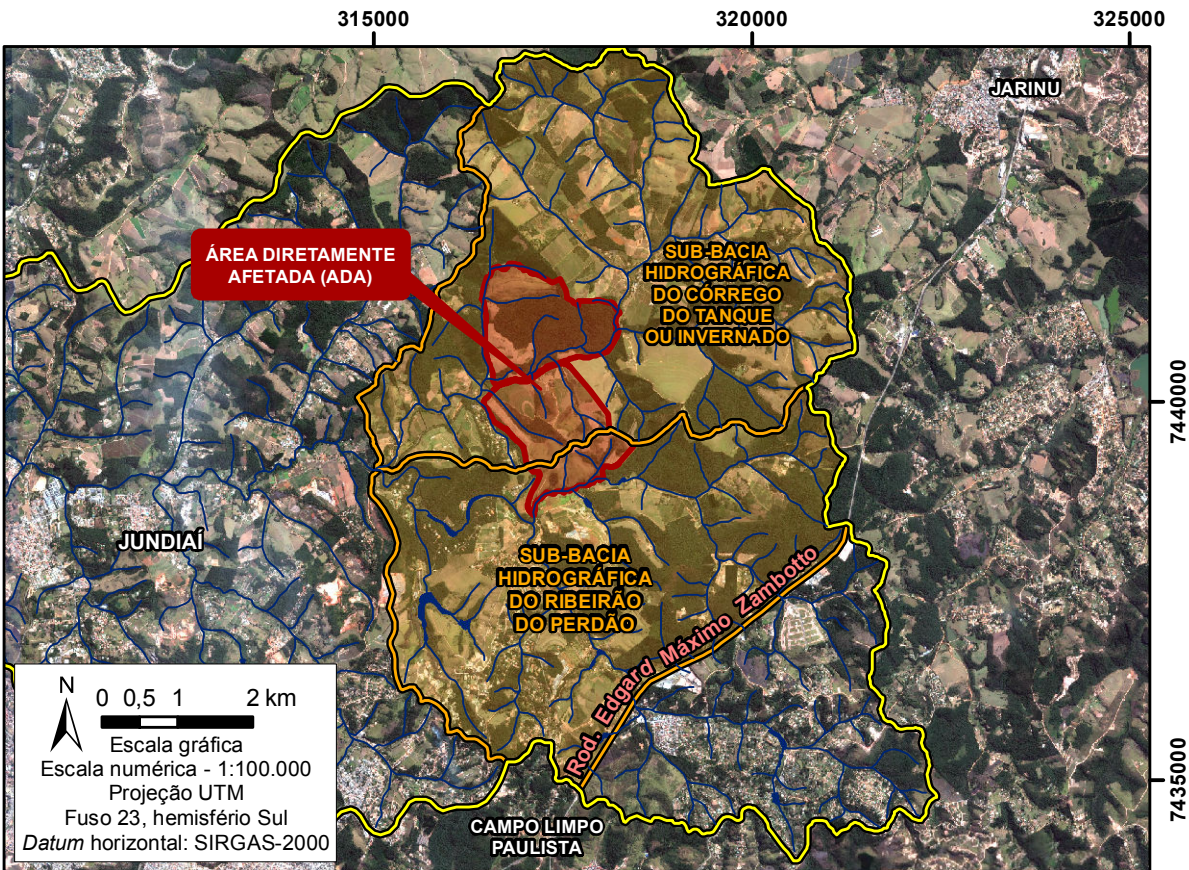 315000
320000
325000
JARINU
ÁREA DIRETAMENTE
AFETADA (ADA)
SUB-BACIA
HIDROGRÁFICA
DO CÓRREGO
DO TANQUE
OU INVERNADO
7440000
JUNDIAÍ
SUB-BACIA
HIDROGRÁFICA
DO RIBEIRÃO
DO PERDÃO
Rod. Edgard Máximo Zambotto
N
0 0,5 1 2 km
Escala gráfica
Escala numérica - 1:100.000
Projeção UTM
Fuso 23, hemisfério Sul
Datum horizontal: SIRGAS-2000
7435000
CAMPO LIMPO
PAULISTA